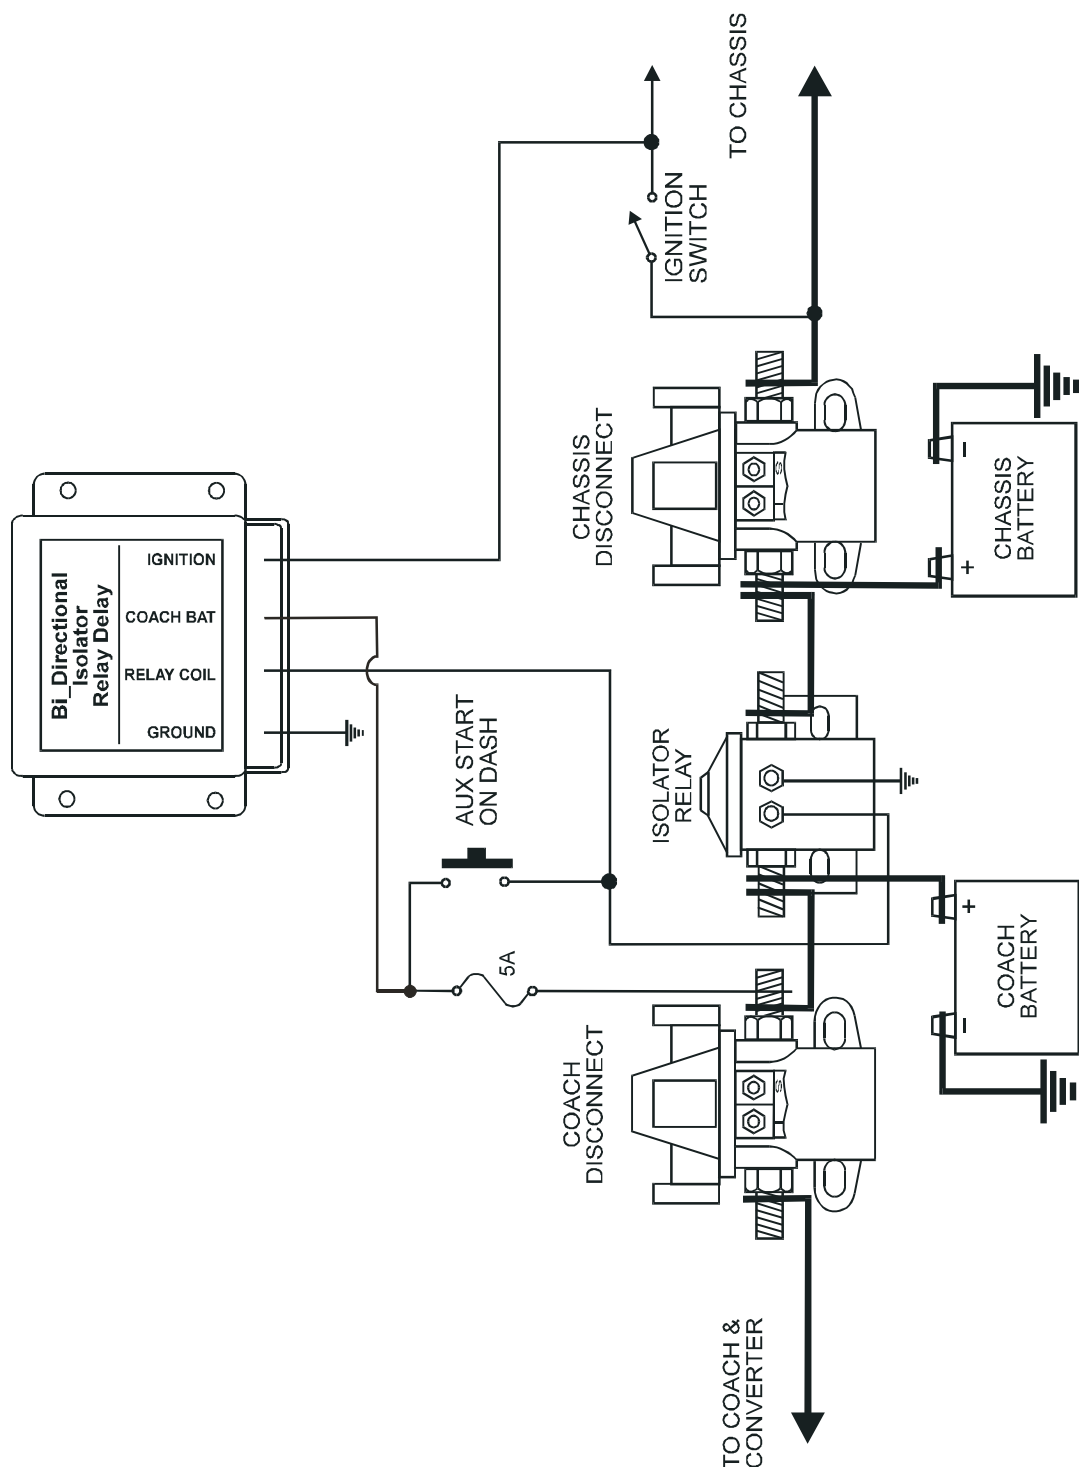 Bi_Directional
Isolator
Relay Delay
IGNITION
COACH BAT
RELAY COIL
GROUND
TO CHASSIS
IGNITION
SWITCH
CHASSIS
DISCONNECT
S
I
-
CHASSIS
BATTERY
+
AUX START
ON DASH
ISOLATOR
RELAY
+
COACH
BATTERY
-
5A
COACH
DISCONNECT
S
I
TO COACH &
CONVERTER